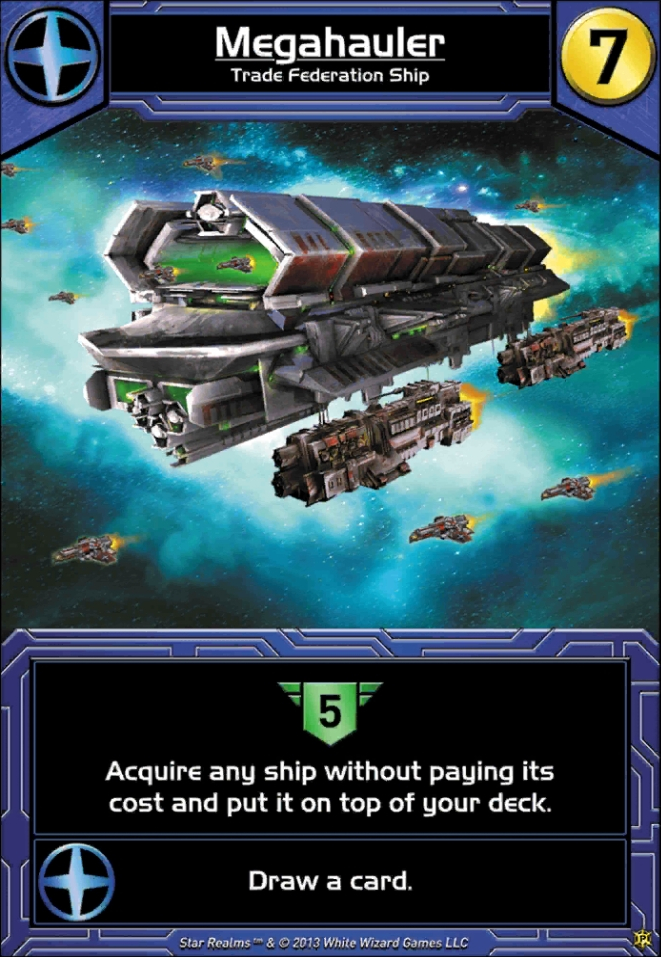 Megahauler
7
Trade Federation Ship
5
Acquire any ship without paying its
cost and put it on top of your deck.
Draw a card.
Star Realms™ & © 2013 White Wizard Games LLC
P